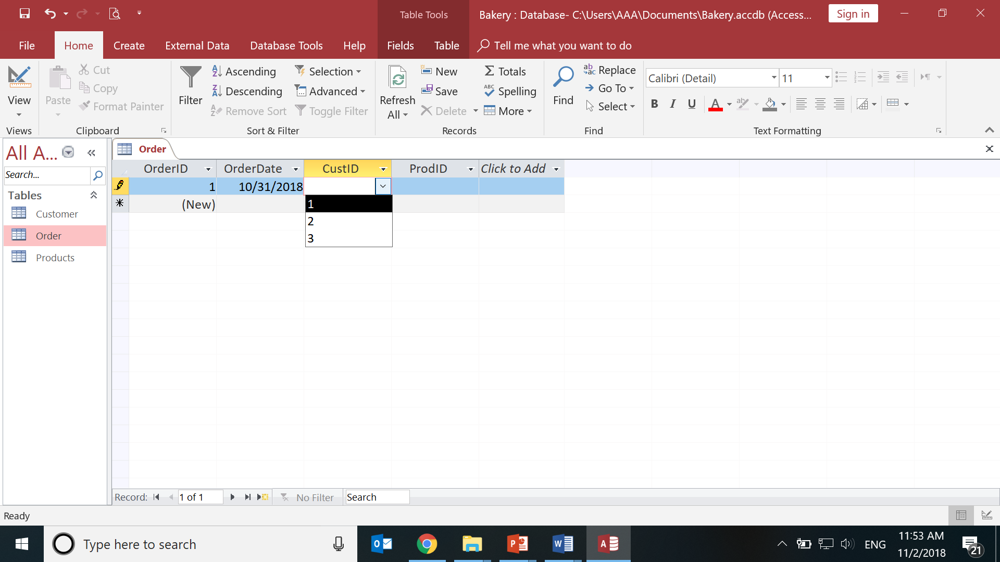 Table Tools
Bakery : Database- C:\Users\AAA\Documents\Bakery.accdb (Access...
Sign in
File Home Create External Data Database Tools Help Fields Table Tell me what you want to do
View
Views
Paste
Cut
Copy
Format Painter
Clipboard
Filter
Ascending
Descending
Remove Sort
Selection
Advanced
Toggle Filter
Sort & Filter
Refresh
All
New
Save
Delete
Totals
Spelling
More
Records
Find
Replace
Go To
Select
Find
Calibri (Detail) 11
B I U A
Text Formatting
All A...
Search...
Tables
Customer
Order
Products
Order
OrderID OrderDate CustID ProdID Click to Add
1 10/31/2018
(New)
1
2
3
Record: 1 of 1 No Filter Search
Ready
Type here to search
ENG
11:53 AM
11/2/2018
21